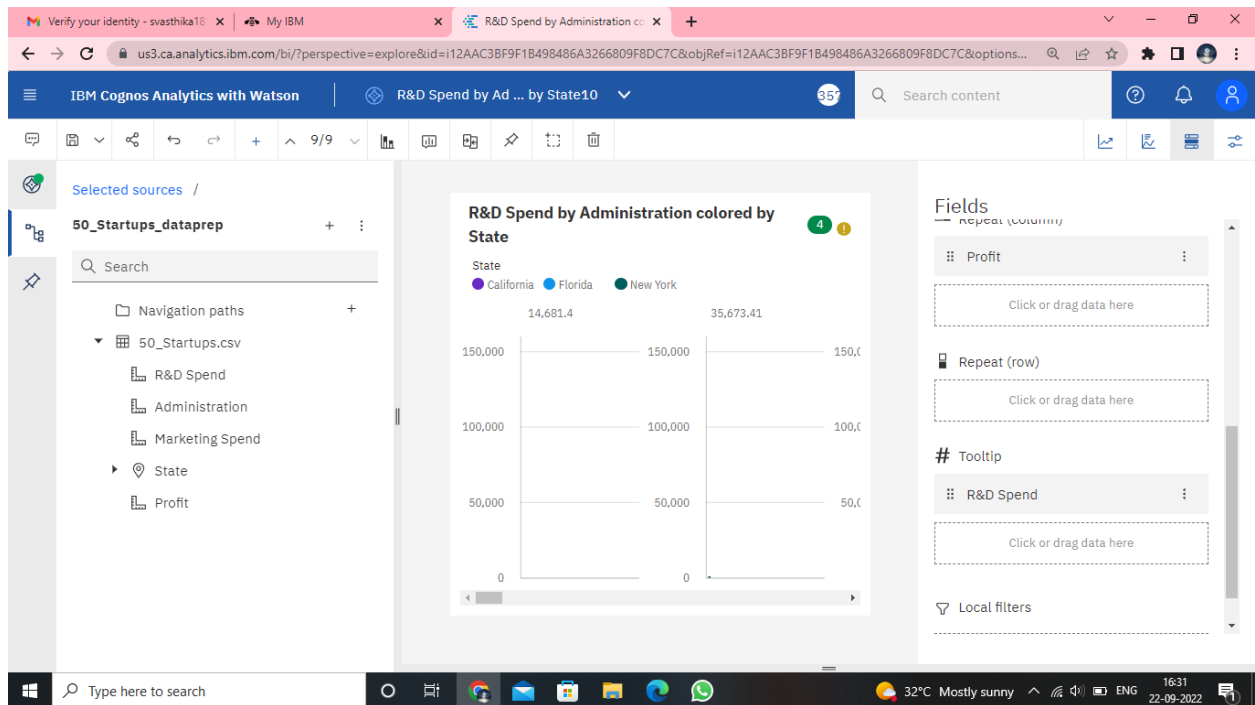 Verify your identity - svasthika18
My IBM
R&D Spend by Administration co
us3.ca.analytics.ibm.com/bi/?perspective=explore&id=i12AAC3BF9F1B498486A3266809F8DC7C&objRef=i12AAC3BF9F1B498486A3266809F8DC7C&options...
IBM Cognos Analytics with Watson
R&D Spend by Ad ... by State10
357
Search content
9/9
Selected sources /
50_Startups_dataprep
Search
Navigation paths
50_Startups.csv
R&D Spend
Administration
Marketing Spend
State
Profit
R&D Spend by Administration colored by
State
4
State
California Florida New York
14,681.4 35,673.41
150,000 150,000 150,(
100,000 100,000 100,(
50,000 50,000 50,(
0 0
Fields
Repeat (column)
Profit
Click or drag data here
Repeat (row)
Click or drag data here
# Tooltip
R&D Spend
Click or drag data here
Local filters
Type here to search
32°C Mostly sunny
ENG
16:31
22-09-2022
1